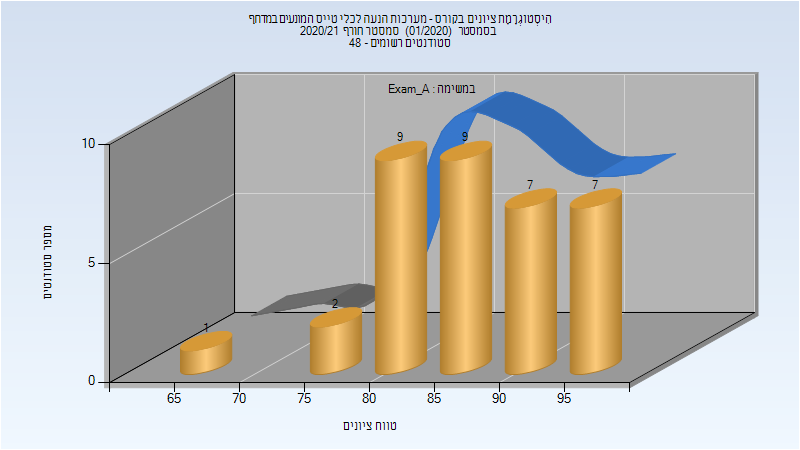 הִיסְטוֹגְרָמַת ציונים בקורס - מערכות הנעה לכלי טייס המונעים במדחף
בסמסטר (01/2020) סמסטר חורף 2020/21
סטודנטים רשומים - 48
במשימה : Exam_A
9
9
7
7
2
1
10
5
0
65
70
75
80
85
90
95
מספר סטודנטים
טווח ציונים